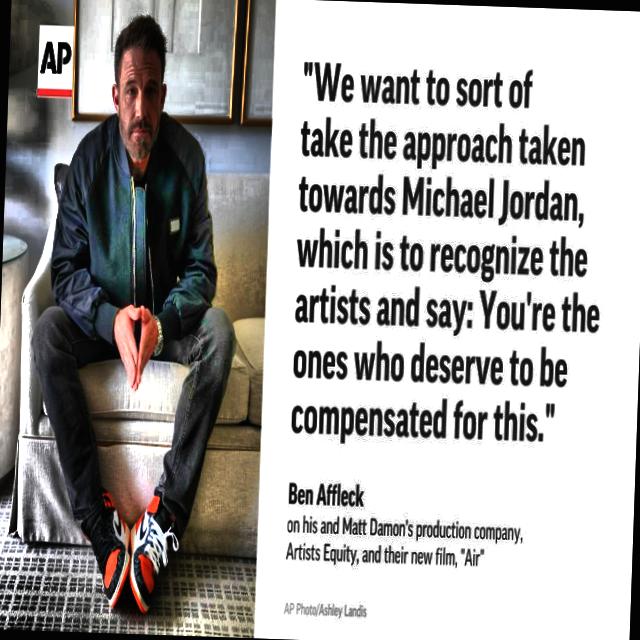 AP
"We want to sort of
take the approach taken
towards Michael Jordan,
which is to recognize the
artists and say: You're the
ones who deserve to be
compensated for this."
Ben Affleck
on his and Matt Damon's production company,
Artists Equity, and their new film, "Air"
AP Photo/Ashley Landis